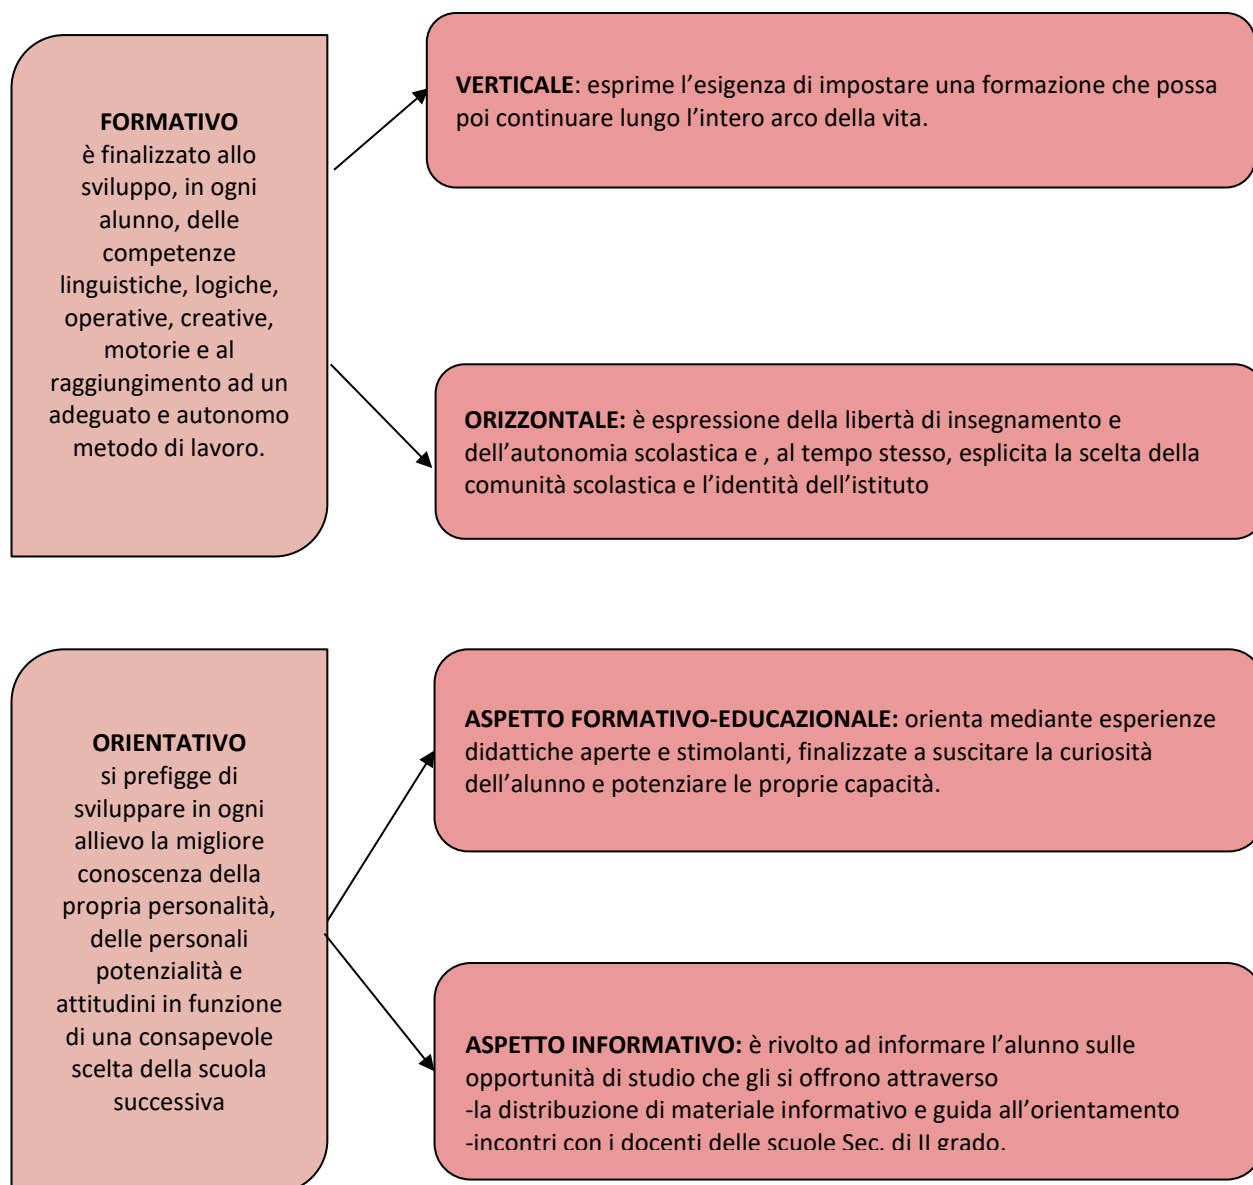 FORMATIVO
è finalizzato allo
sviluppo, in ogni
alunno, delle
competenze
linguistiche, logiche,
operative, creative,
motorie e al
raggiungimento ad un
adeguato e autonomo
metodo di lavoro.
VERTICALE: esprime l’esigenza di impostare una formazione che possa
poi continuare lungo l’intero arco della vita.
ORIZZONTALE: è espressione della libertà di insegnamento e
dell’autonomia scolastica e , al tempo stesso, esplicita la scelta della
comunità scolastica e l’identità dell’istituto
ORIENTATIVO
si prefigge di
sviluppare in ogni
allievo la migliore
conoscenza della
propria personalità,
delle personali
potenzialità e
attitudini in funzione
di una consapevole
scelta della scuola
successiva
ASPETTO FORMATIVO-EDUCAZIONALE: orienta mediante esperienze
didattiche aperte e stimolanti, finalizzate a suscitare la curiosità
dell’alunno e potenziare le proprie capacità.
ASPETTO INFORMATIVO: è rivolto ad informare l’alunno sulle
opportunità di studio che gli si offrono attraverso
-la distribuzione di materiale informativo e guida all’orientamento
-incontri con i docenti delle scuole Sec. di II grado.